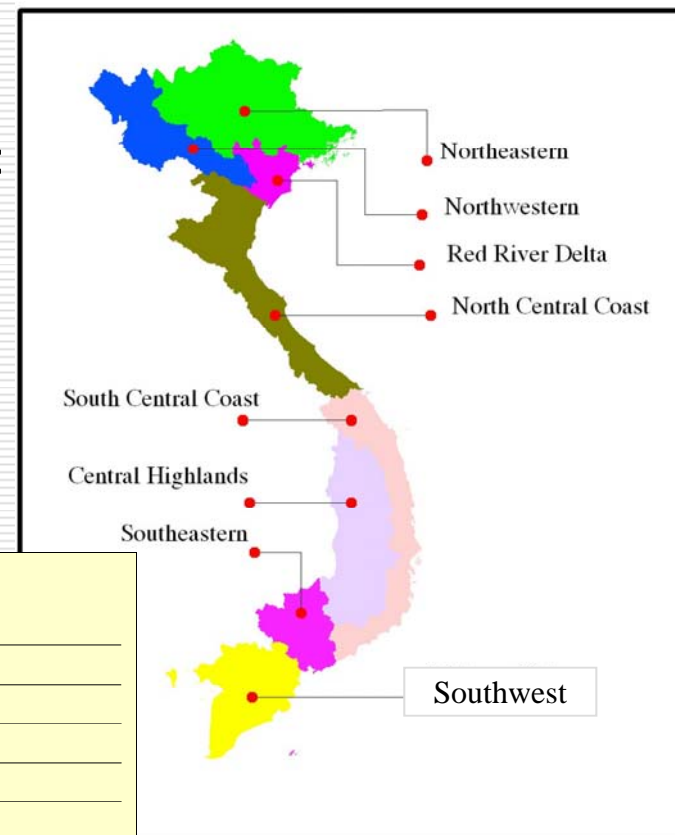 Northeastern
Northwestern
Red River Delta
North Central Coast
South Central Coast
Central Highlands
Southeastern
Southwest